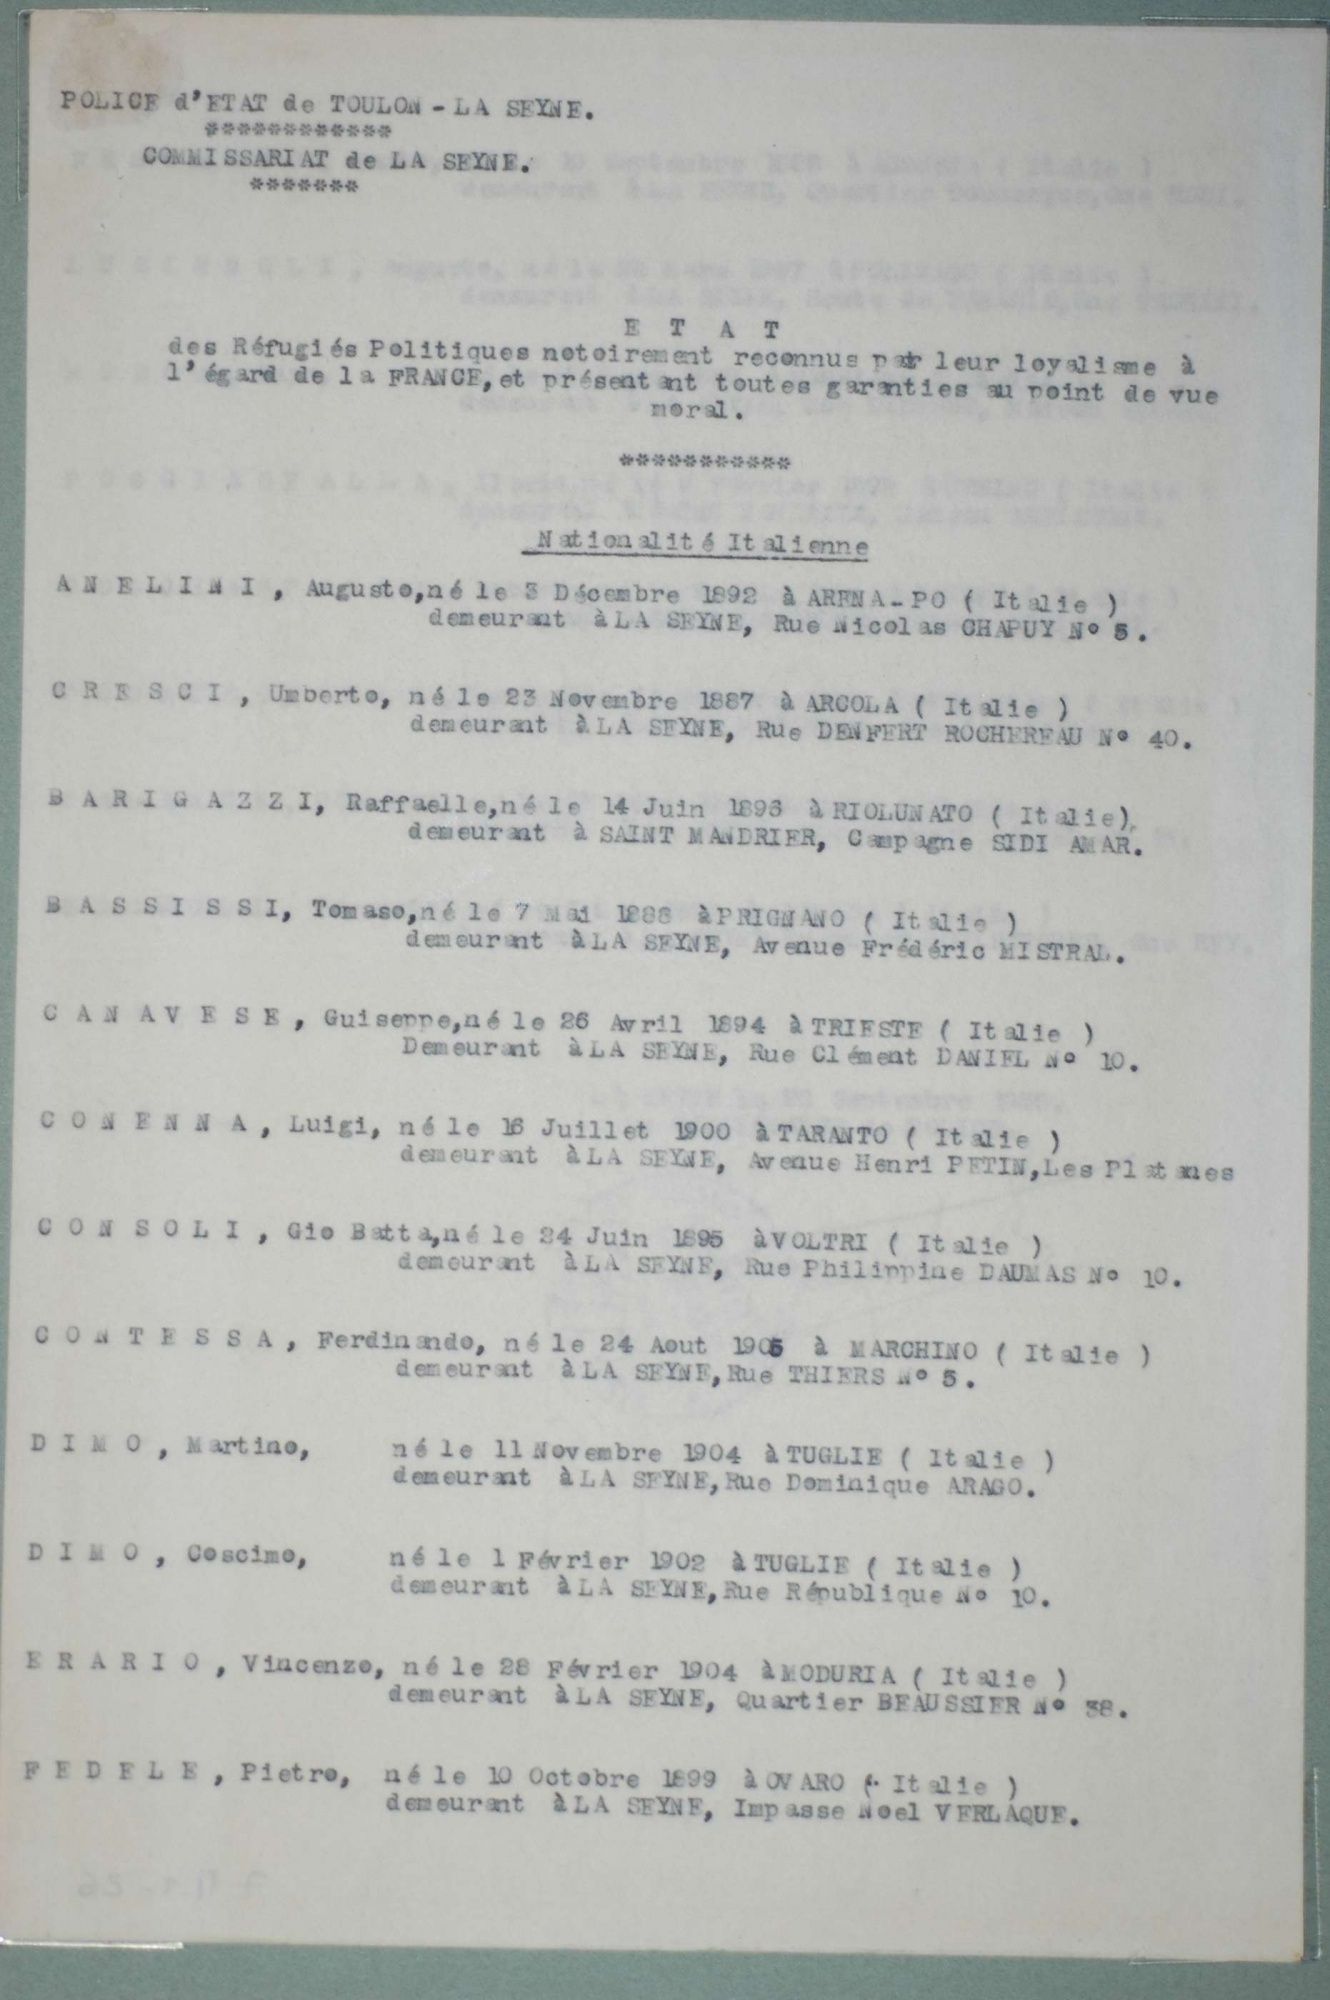 POLICE d'ETAT de TOULON - LA SEYNE.
************
COMMISSARIAT de LA SEYNE.
*******
E T A T
des Réfugiés Politiques notoirement reconnus par leur loyalisme à
l'égard de la FRANCE, et présentant toutes garanties au point de vue
moral.
***********
Nationalité Italienne
A N E L I N I , Auguste, né le 3 Décembre 1892 à ARENA-PO ( Italie )
demeurant à LA SEYNE, Rue Nicolas CHAPUY N° 5.
C R E S C I , Umberto, né le 23 Novembre 1887 à ARCOLA ( Italie )
demeurant à LA SEYNE, Rue DENFERT ROCHEREAU N° 40.
B A R I G A Z Z I, Raffaelle, né le 14 Juin 1896 à RIOLUNATO ( Italie)
demeurant à SAINT MANDRIER, Campagne SIDI AMAR.
B A S S I S S I, Tomaso, né le 7 Mai 1888 à PRIGNANO ( Italie )
demeurant à LA SEYNE, Avenue Frédéric MISTRAL.
C A N A V E S E , Guiseppe, né le 26 Avril 1894 à TRIESTE ( Italie )
Demeurant à LA SEYNE, Rue Clément DANIEL N° 10.
C O N E N N A , Luigi, né le 16 Juillet 1900 à TARANTO ( Italie )
demeurant à LA SEYNE, Avenue Henri PETIN, Les Platanes
C O N S O L I , Gio Batta, né le 24 Juin 1895 à VOLTRI ( Italie )
demeurant à LA SEYNE, Rue Philippine DAUMAS N° 10.
C O N T E S S A , Ferdinando, né le 24 Aout 1905 à MARCHINO ( Italie )
demeurant à LA SEYNE, Rue THIERS N° 5.
D I M O , Martino, né le 11 Novembre 1904 à TUGLIE ( Italie )
demeurant à LA SEYNE, Rue Dominique ARAGO.
D I M O , Coscimo, né le 1 Février 1902 à TUGLIE ( Italie )
demeurant à LA SEYNE, Rue République N° 10.
E R A R I O , Vincenzo, né le 28 Février 1904 à MODURIA ( Italie )
demeurant à LA SEYNE, Quartier BEAUSSIER N° 38.
F E D E L E , Pietro, né le 10 Octobre 1899 à OVARO ( Italie )
demeurant à LA SEYNE, Impasse Noel VERLAQUE.